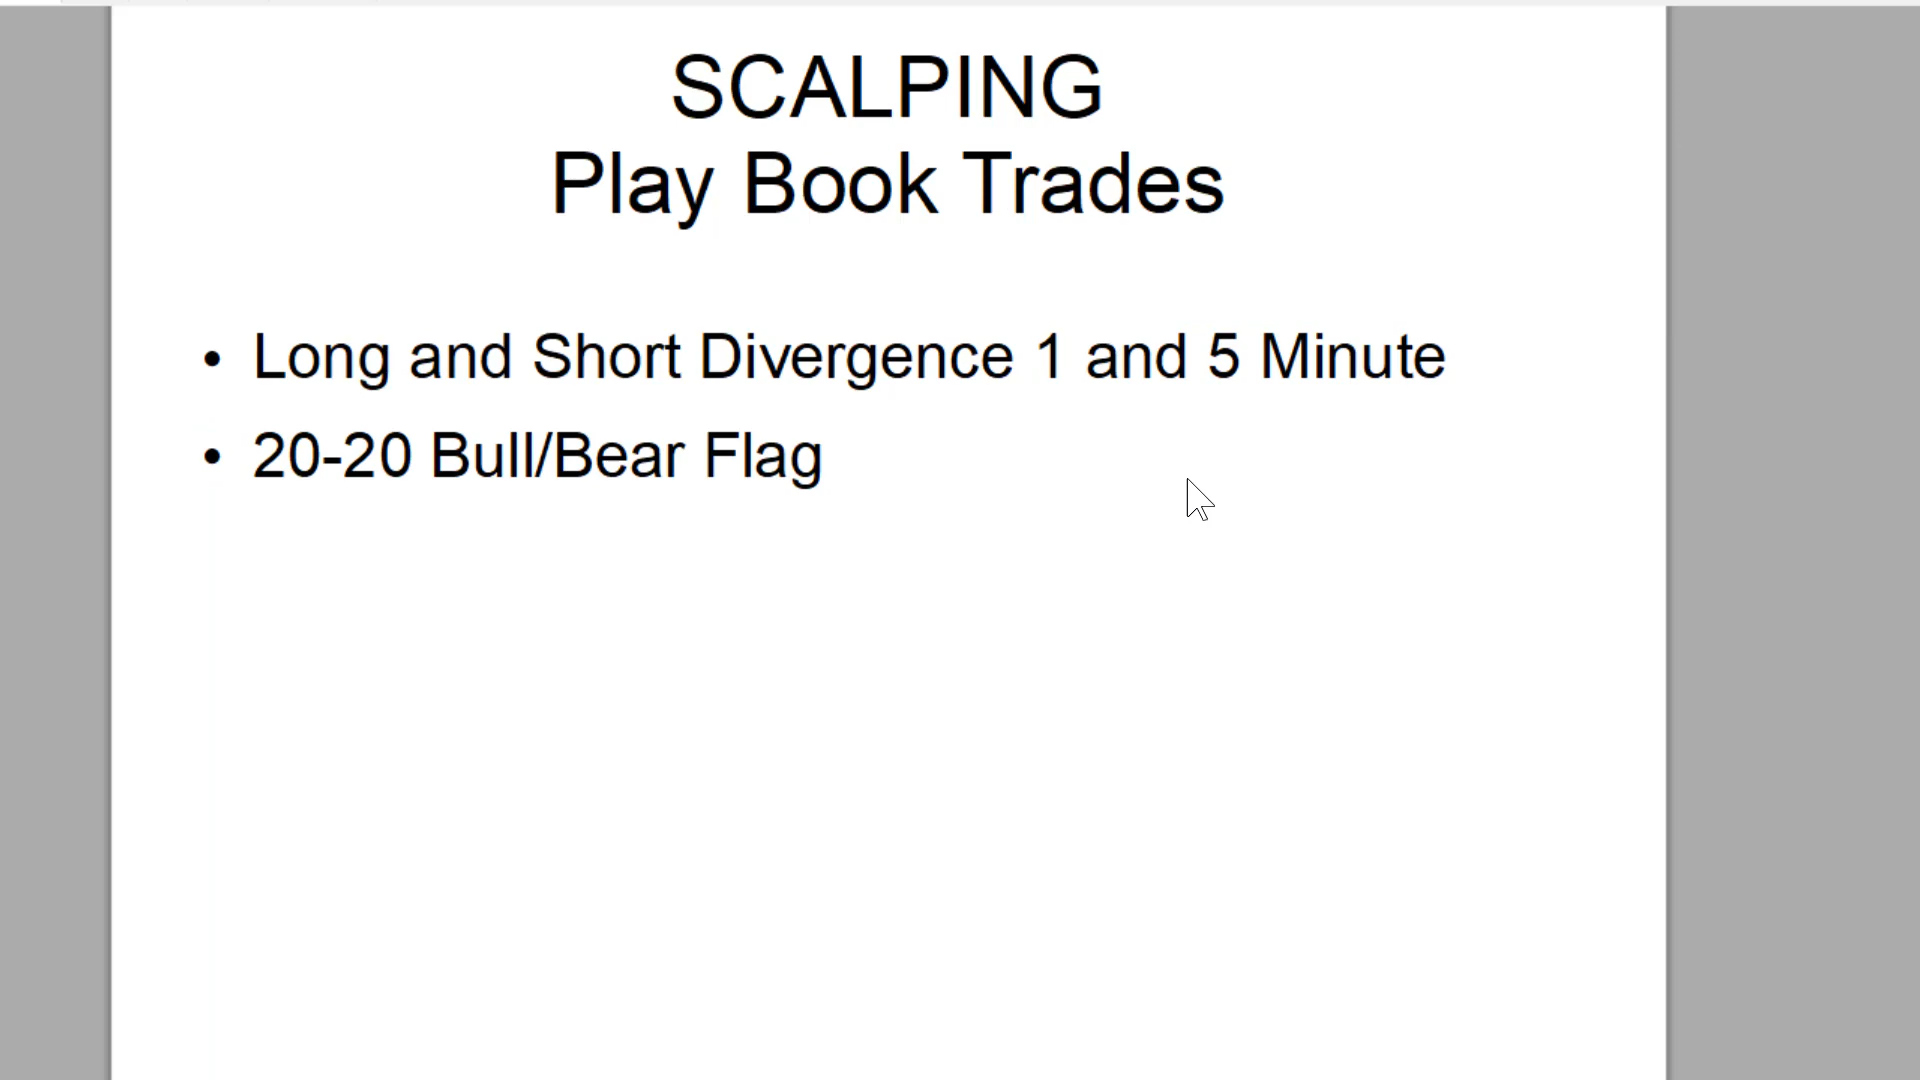 SCALPING
Play Book Trades
• Long and Short Divergence 1 and 5 Minute
• 20-20 Bull/Bear Flag